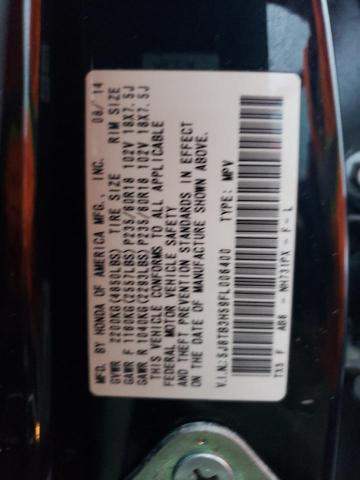 MFD. BY HONDA OF AMERICA MFG., INC. 08/14
GVWR 2200KG(4850LBS) TIRE SIZE RIM SIZE
GAWR F 1160KG(2557LBS) P235/60R18 102V 18X7.5J
GAWR R 1040KG(2293LBS) P235/60R18 102V 18X7.5J
THIS VEHICLE CONFORMS TO ALL APPLICABLE
FEDERAL MOTOR VEHICLE SAFETY
AND THEFT PREVENTION STANDARDS IN EFFECT
ON THE DATE OF MANUFACTURE SHOWN ABOVE.
V.I.N:5J8TB3H59FL006400 TYPE: MPV
TX3 F AB6 - NH731PX - F - L